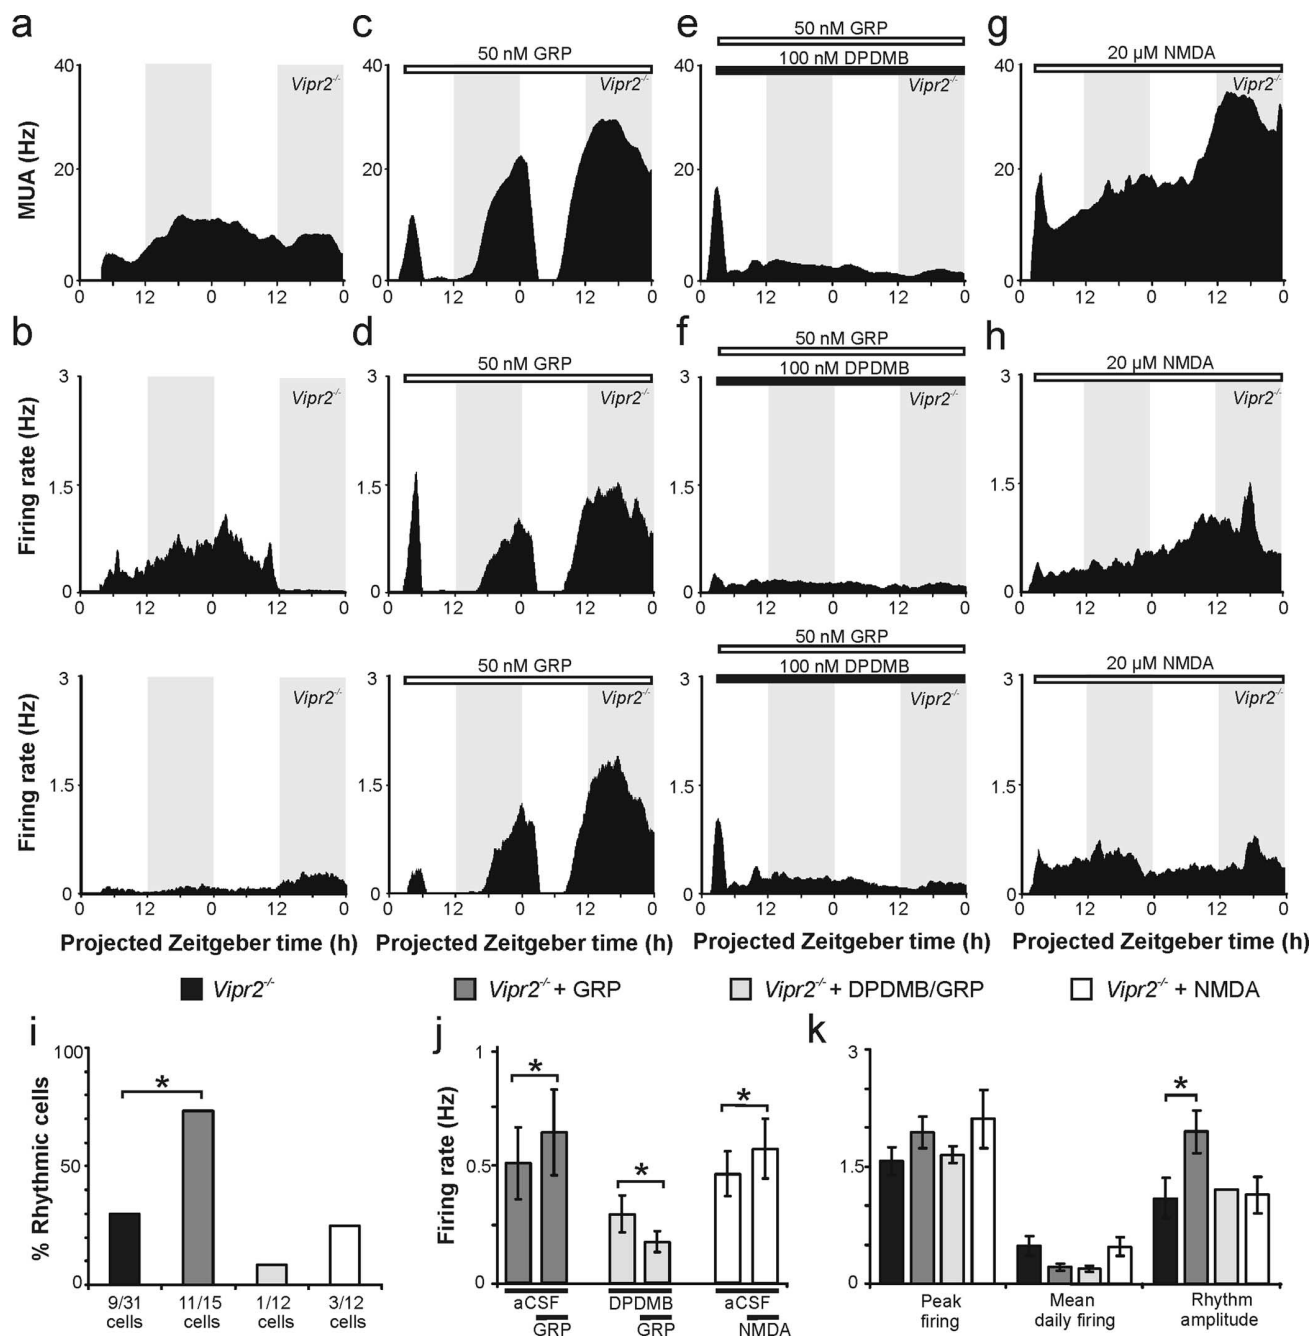 a
c
e
g
50 nM GRP
50 nM GRP
100 nM DPDMB
20 µM NMDA
40
40
40
40
Vipr2-/-
Vipr2-/-
Vipr2-/-
Vipr2-/-
MUA (Hz)
20
20
20
20
0
0
0
0
0 12 0 12 0
0 12 0 12 0
0 12 0 12 0
0 12 0 12 0
b
d
f
h
50 nM GRP
50 nM GRP
100 nM DPDMB
20 µM NMDA
3
3
3
3
Vipr2-/-
Vipr2-/-
Vipr2-/-
Vipr2-/-
Firing rate (Hz)
1.5
1.5
1.5
1.5
0
0
0
0
0 12 0 12 0
0 12 0 12 0
0 12 0 12 0
0 12 0 12 0
50 nM GRP
50 nM GRP
100 nM DPDMB
20 µM NMDA
3
3
3
3
Vipr2-/-
Vipr2-/-
Vipr2-/-
Vipr2-/-
Firing rate (Hz)
1.5
1.5
1.5
1.5
0
0
0
0
0 12 0 12 0
0 12 0 12 0
0 12 0 12 0
0 12 0 12 0
Projected Zeitgeber time (h)
Projected Zeitgeber time (h)
Projected Zeitgeber time (h)
Projected Zeitgeber time (h)
Vipr2-/-
Vipr2-/- + GRP
Vipr2-/- + DPDMB/GRP
Vipr2-/- + NMDA
i
% Rhythmic cells
100
50
0
*
9/31 cells
11/15 cells
1/12 cells
3/12 cells
j
Firing rate (Hz)
1
0.5
0
*
*
*
aCSF
GRP
DPDMB
GRP
aCSF
NMDA
k
3
1.5
0
*
Peak firing
Mean daily firing
Rhythm amplitude